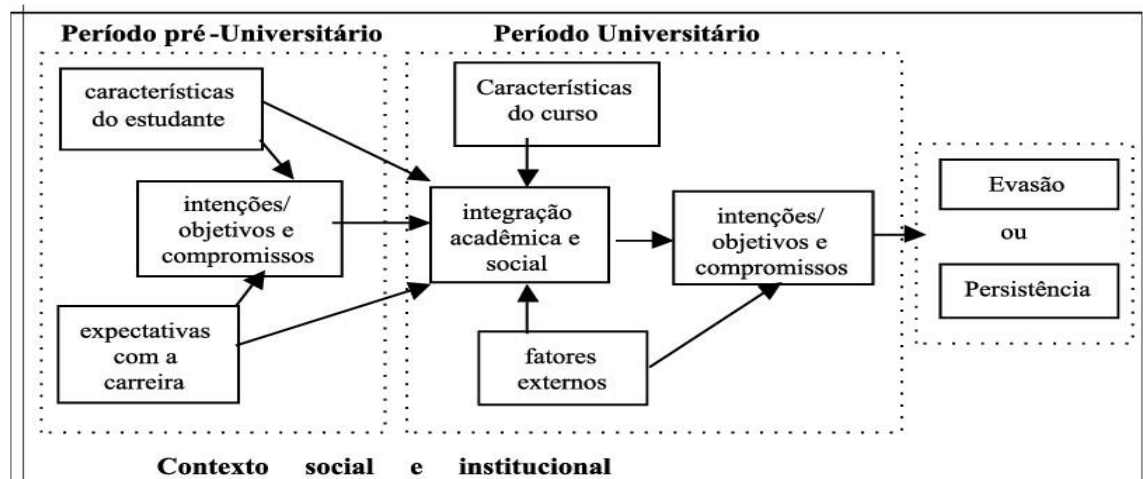 Período pré-Universitário
Período Universitário
características
do estudante
Características
do curso
intenções/
objetivos e
compromissos
integração
acadêmica e
social
intenções/
objetivos e
compromissos
Evasão
ou
Persistência
expectativas
com a
carreira
fatores
externos
Contexto social e institucional